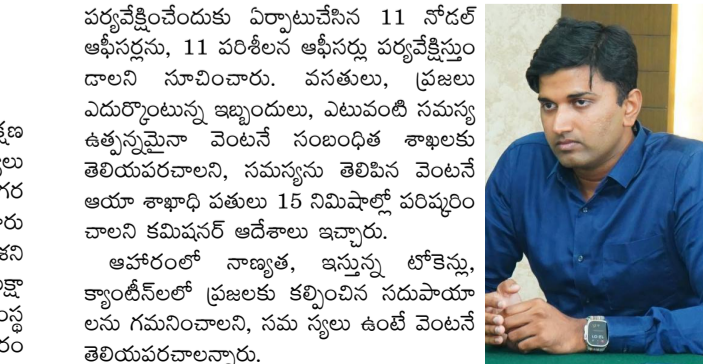 క్షణ
లు
గర
రు
శని
క్షా
ంస్థ
రం
పర్యవేక్షించేందుకు ఏర్పాటుచేసిన 11 నోడల్
ఆఫీసర్లను, 11 పరిశీలన ఆఫీసర్లు పర్యవేక్షిస్తుం
డాలని సూచించారు. వసతులు, ప్రజలు
ఎదుర్కొంటున్న ఇబ్బందులు, ఎటువంటి సమస్య
ఉత్పన్నమైనా వెంటనే సంబంధిత శాఖలకు
తెలియపరచాలని, సమస్యను తెలిపిన వెంటనే
ఆయా శాఖాధి పతులు 15 నిమిషాల్లో పరిష్కరిం
చాలని కమిషనర్ ఆదేశాలు ఇచ్చారు.
ఆహారంలో నాణ్యత, ఇస్తున్న టోకెన్లు,
క్యాంటీన్‌లలో ప్రజలకు కల్పించిన సదుపాయా
లను గమనించాలని, సమ స్యలు ఉంటే వెంటనే
తెలియపరచాలన్నారు.